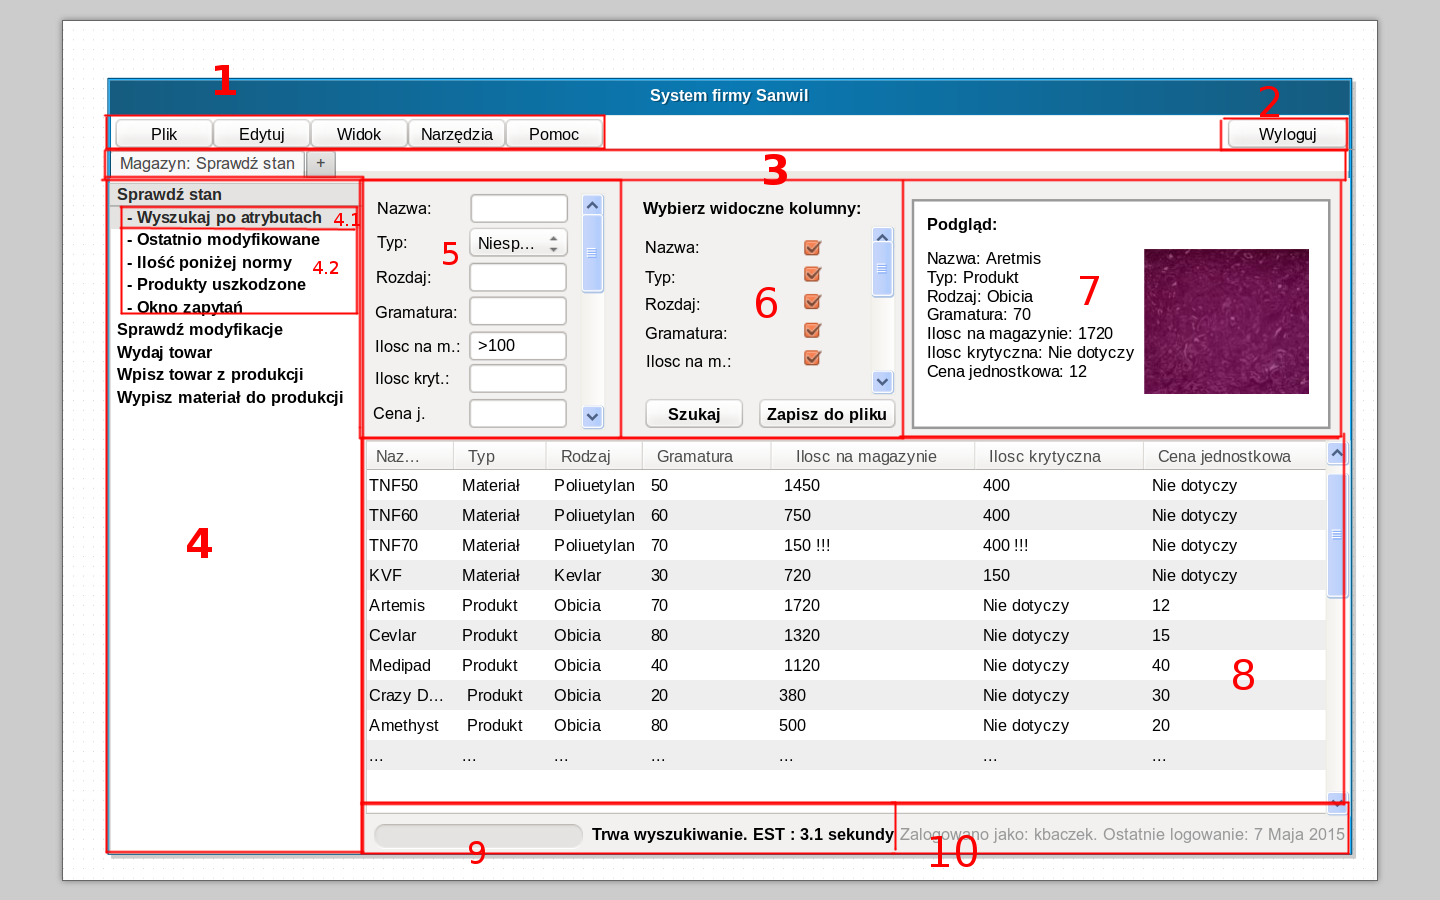 1
System firmy Sanwil
2
Plik Edytuj Widok Narzędzia Pomoc Wyloguj
Magazyn: Sprawdź stan +
3
Sprawdź stan
- Wyszukaj po atrybutach 4.1
- Ostatnio modyfikowane
- Ilość poniżej normy 4.2
- Produkty uszkodzone
- Okno zapytań
Sprawdź modyfikacje
Wydaj towar
Wpisz towar z produkcji
Wypisz materiał do produkcji
4
Nazwa:
Typ: Niesp...
5
Rozdaj:
Gramatura:
Ilosc na m.: >100
Ilosc kryt.:
Cena j.
Wybierz widoczne kolumny:
Nazwa:
Typ:
Rozdaj:
6
Gramatura:
Ilosc na m.:
Szukaj Zapisz do pliku
Podgląd:
Nazwa: Aretmis
Typ: Produkt
Rodzaj: Obicia
Gramatura: 70
Ilosc na magazynie: 1720
Ilosc krytyczna: Nie dotyczy
Cena jednostkowa: 12
7
Naz... Typ Rodzaj Gramatura Ilosc na magazynie Ilosc krytyczna Cena jednostkowa
TNF50 Materiał Poliuetylan 50 1450 400 Nie dotyczy
TNF60 Materiał Poliuetylan 60 750 400 Nie dotyczy
TNF70 Materiał Poliuetylan 70 150 !!! 400 !!! Nie dotyczy
KVF Materiał Kevlar 30 720 150 Nie dotyczy
Artemis Produkt Obicia 70 1720 Nie dotyczy 12
Cevlar Produkt Obicia 80 1320 Nie dotyczy 15
Medipad Produkt Obicia 40 1120 Nie dotyczy 40
8
Crazy D... Produkt Obicia 20 380 Nie dotyczy 30
Amethyst Produkt Obicia 80 500 Nie dotyczy 20
... ... ... ... ... ... ...
Trwa wyszukiwanie. EST : 3.1 sekundy Zalogowano jako: kbaczek. Ostatnie logowanie: 7 Maja 2015
9 10